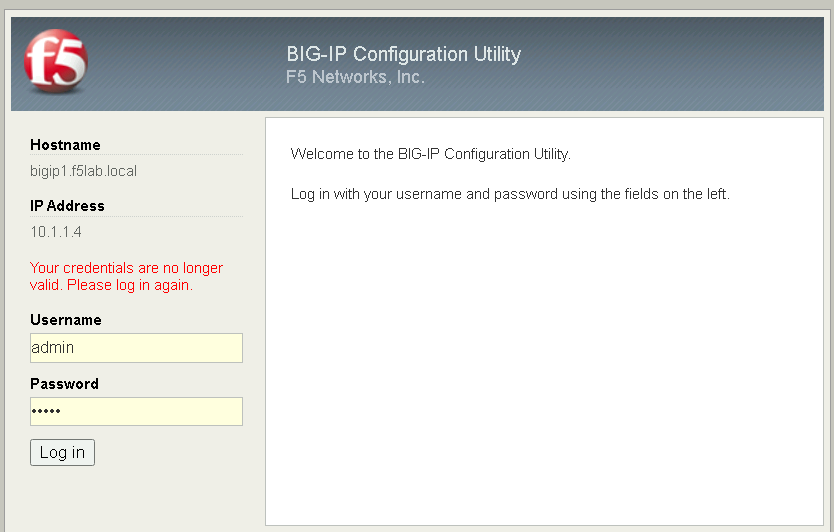 f5
BIG-IP Configuration Utility
F5 Networks, Inc.
Hostname
bigip1.f5lab.local
IP Address
10.1.1.4
Your credentials are no longer
valid. Please log in again.
Username
admin
Password
•••••
Log in
Welcome to the BIG-IP Configuration Utility.
Log in with your username and password using the fields on the left.